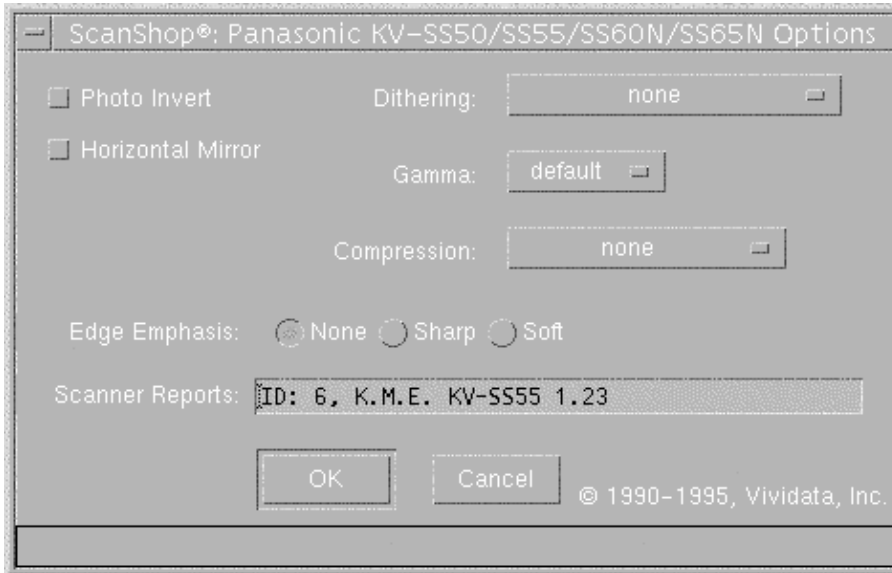 ScanShop®: Panasonic KV-SS50/SS55/SS60N/SS65N Options
Photo Invert
Dithering: none
Horizontal Mirror
Gamma: default
Compression: none
Edge Emphasis: None Sharp Soft
Scanner Reports: ID: 6, K.M.E. KV-SS55 1.23
OK Cancel
© 1990-1995, Vividata, Inc.